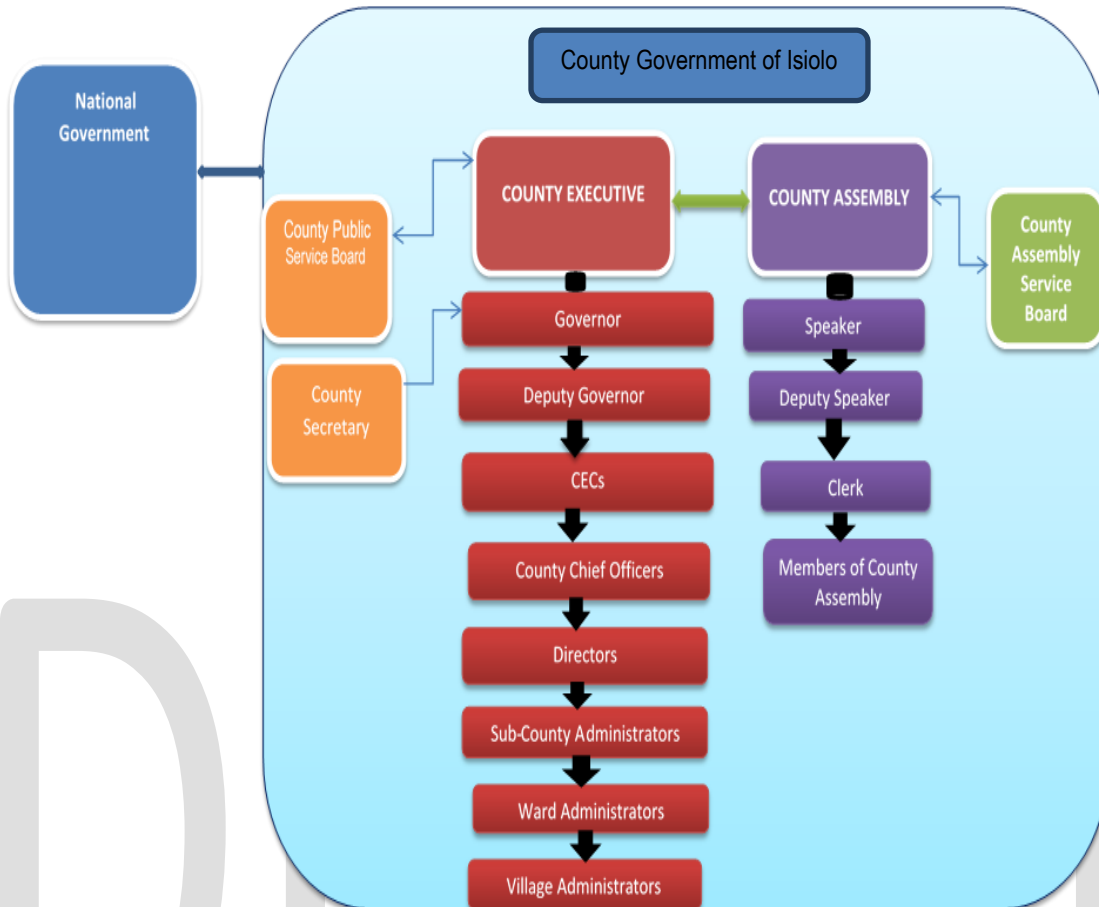 County Government of Isiolo
National
Government
County Public
Service Board
County
Secretary
COUNTY EXECUTIVE
Governor
Deputy Governor
CECs
County Chief Officers
Directors
Sub-County Administrators
Ward Administrators
Village Administrators
COUNTY ASSEMBLY
Speaker
Deputy Speaker
Clerk
Members of County
Assembly
County
Assembly
Service
Board